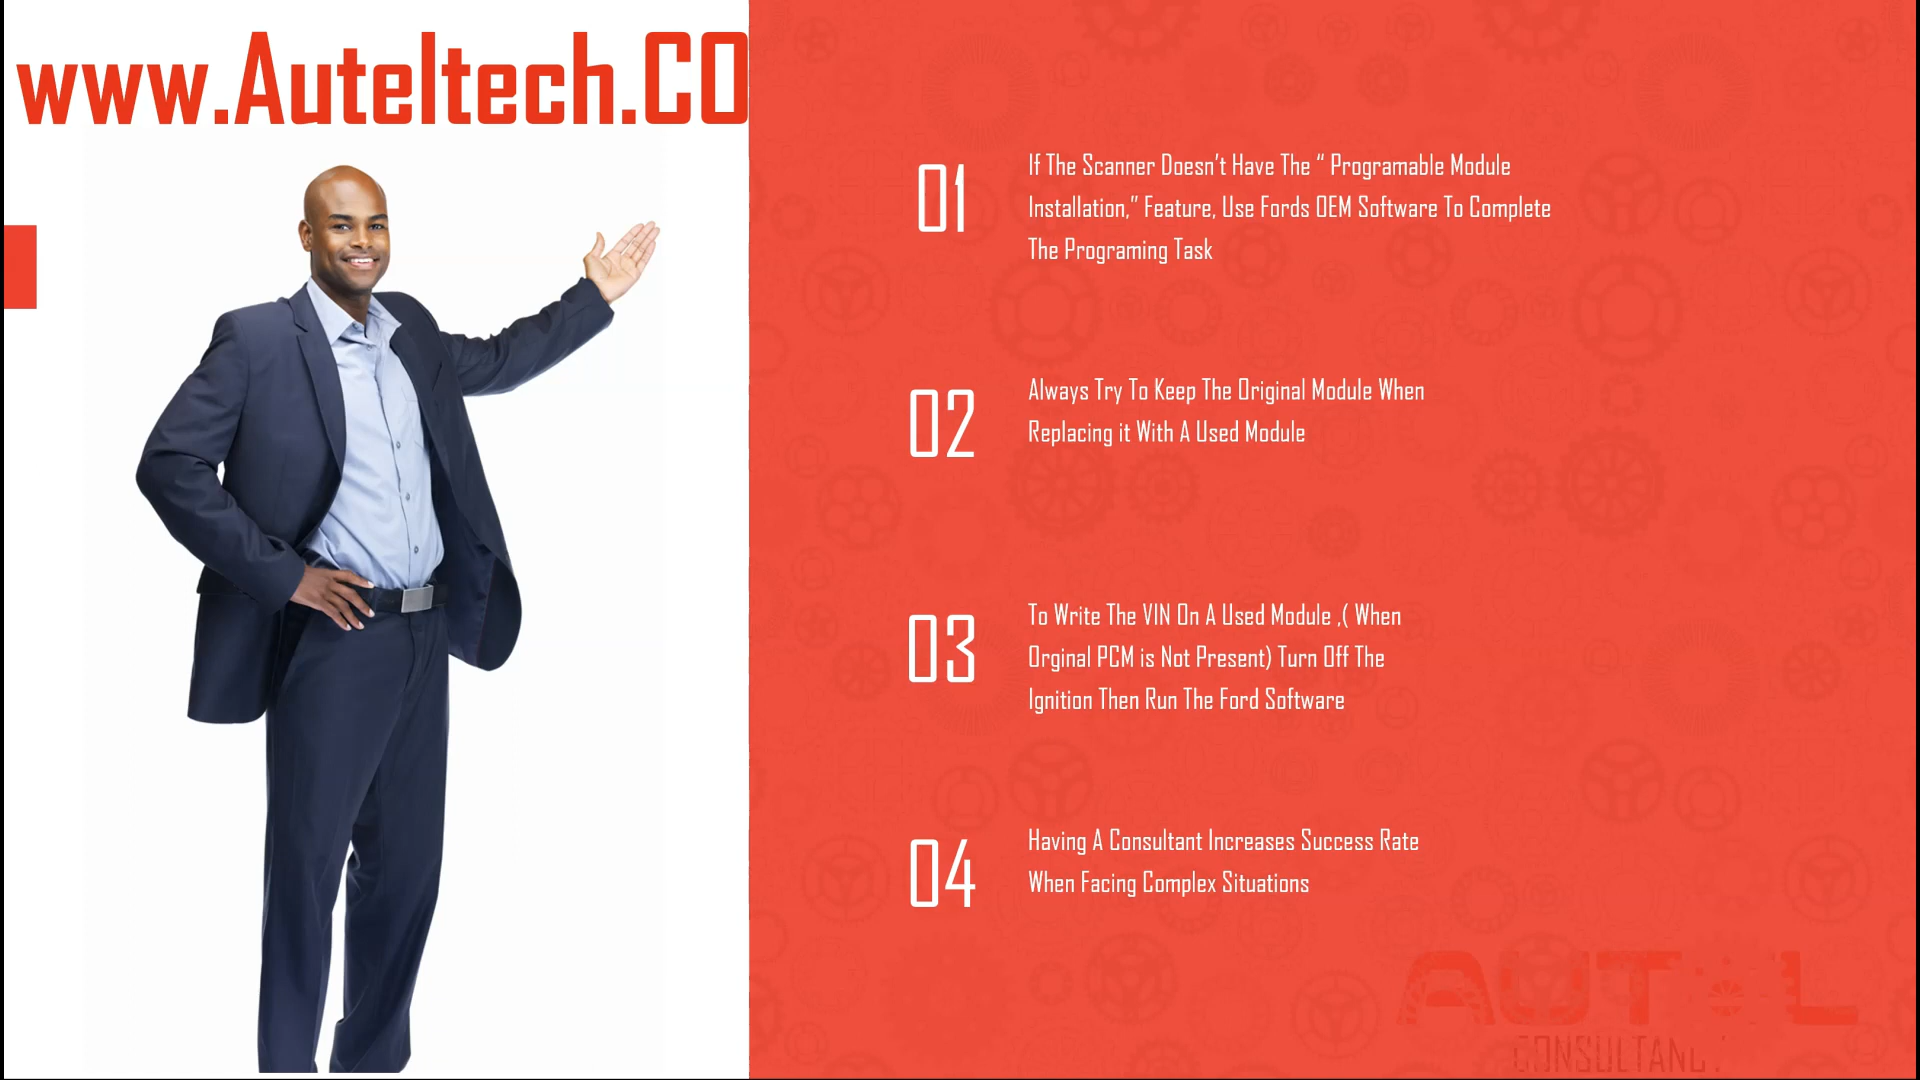 www.Auteltech.CO
01
If The Scanner Doesn't Have The “ Programable Module
Installation,” Feature, Use Fords OEM Software To Complete
The Programing Task
02
Always Try To Keep The Original Module When
Replacing it With A Used Module
03
To Write The VIN On A Used Module ,( When
Orginal PCM is Not Present) Turn Off The
Ignition Then Run The Ford Software
04
Having A Consultant Increases Success Rate
When Facing Complex Situations